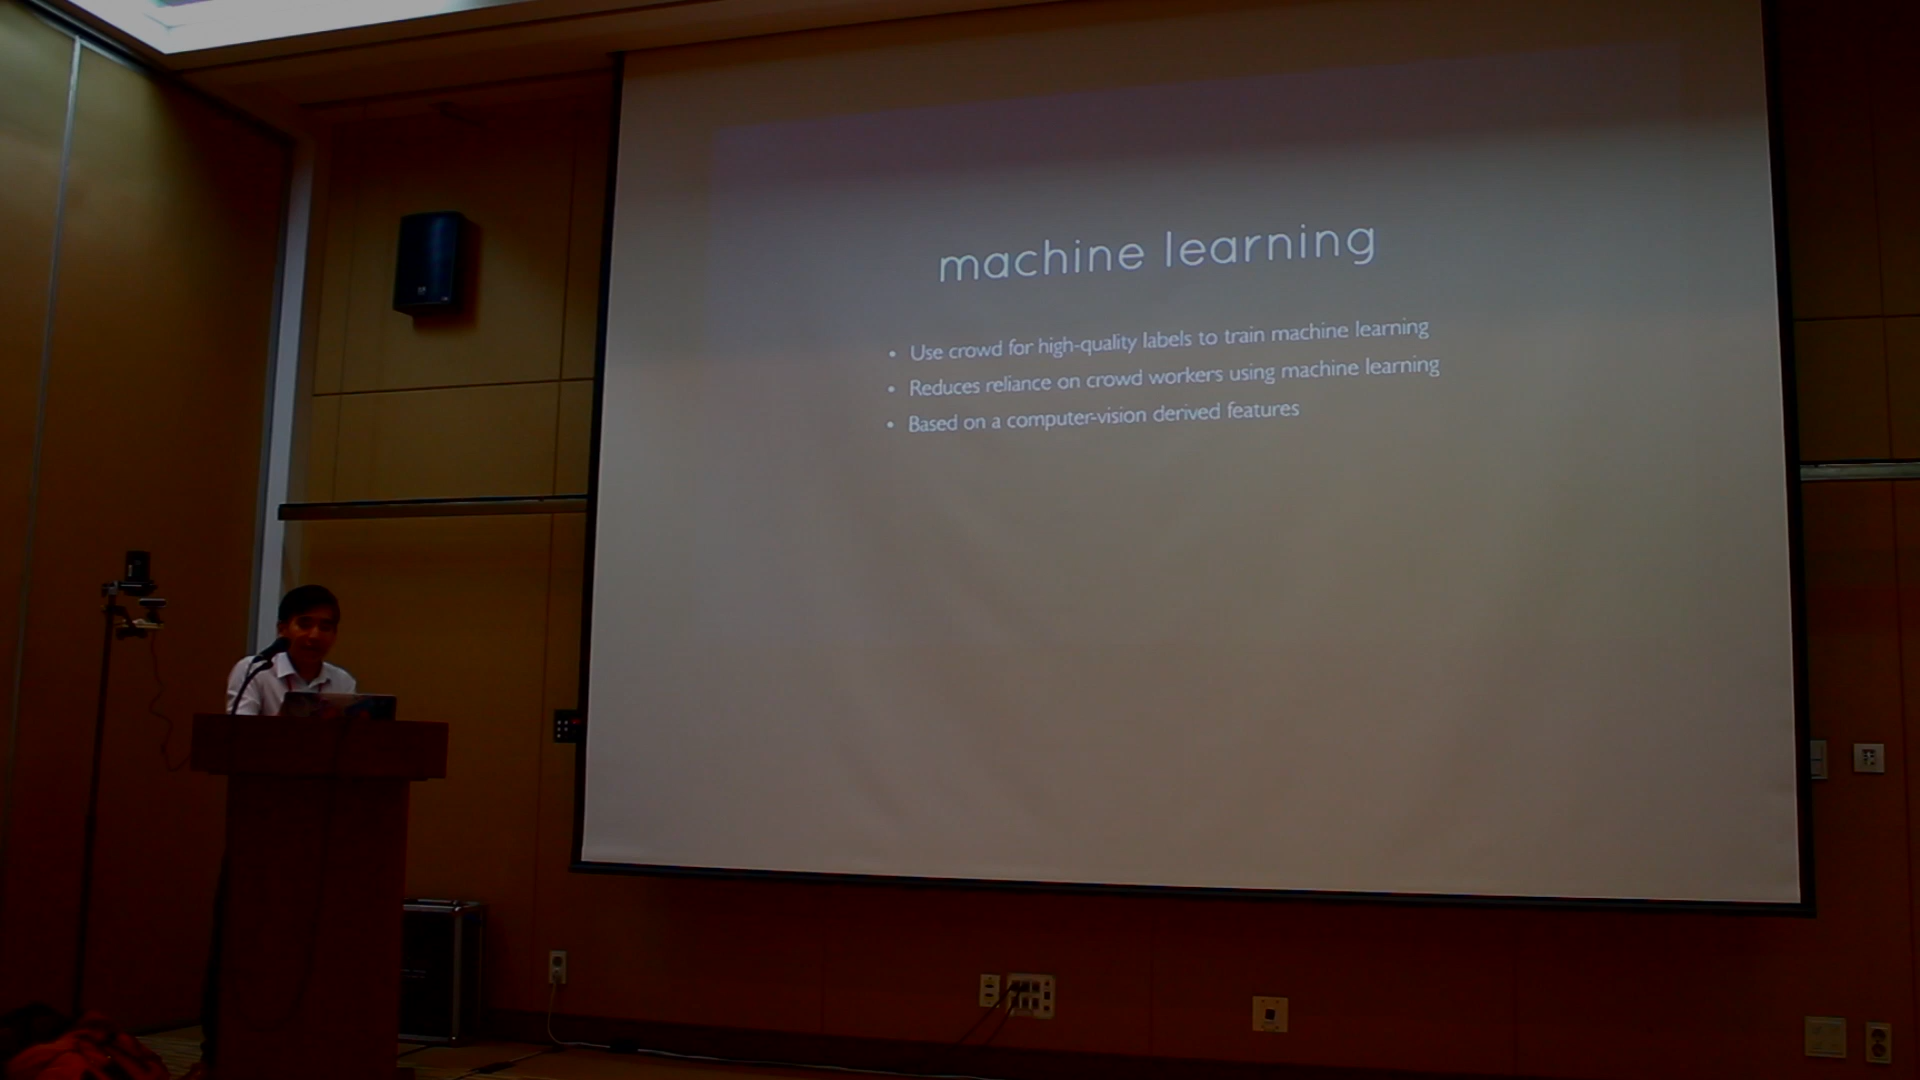 machine learning
• Use crowd for high-quality labels to train machine learning
• Reduces reliance on crowd workers using machine learning
• Based on a computer-vision derived features